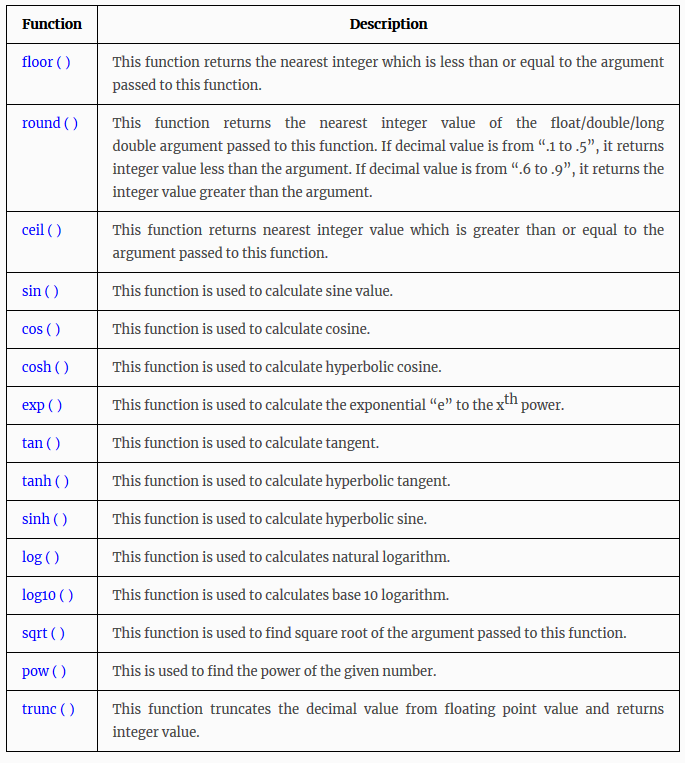 Function Description
floor ( ) This function returns the nearest integer which is less than or equal to the argument
passed to this function.
round ( ) This function returns the nearest integer value of the float/double/long
double argument passed to this function. If decimal value is from “.1 to .5”, it returns
integer value less than the argument. If decimal value is from “.6 to .9”, it returns the
integer value greater than the argument.
ceil ( ) This function returns nearest integer value which is greater than or equal to the
argument passed to this function.
sin ( ) This function is used to calculate sine value.
cos ( ) This function is used to calculate cosine.
cosh ( ) This function is used to calculate hyperbolic cosine.
exp ( ) This function is used to calculate the exponential “e” to the xth power.
tan ( ) This function is used to calculate tangent.
tanh ( ) This function is used to calculate hyperbolic tangent.
sinh ( ) This function is used to calculate hyperbolic sine.
log ( ) This function is used to calculates natural logarithm.
log10 ( ) This function is used to calculates base 10 logarithm.
sqrt ( ) This function is used to find square root of the argument passed to this function.
pow ( ) This is used to find the power of the given number.
trunc ( ) This function truncates the decimal value from floating point value and returns
integer value.